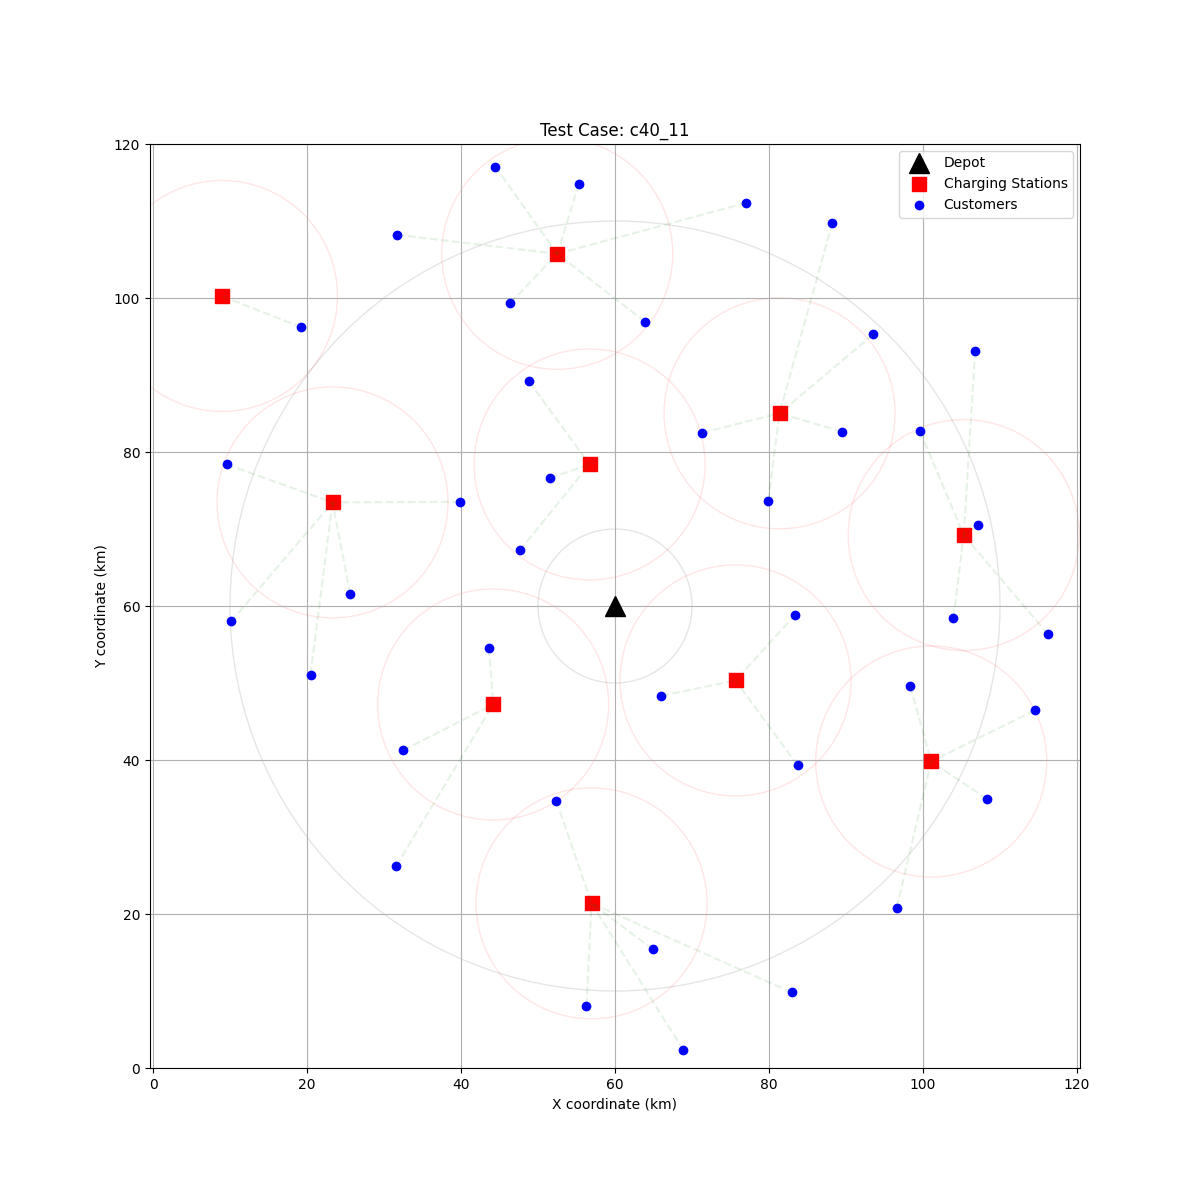 Test Case: c40_11
Depot
Charging Stations
Customers
120
100
80
60
40
20
0
Y coordinate (km)
0 20 40 60 80 100 120
X coordinate (km)